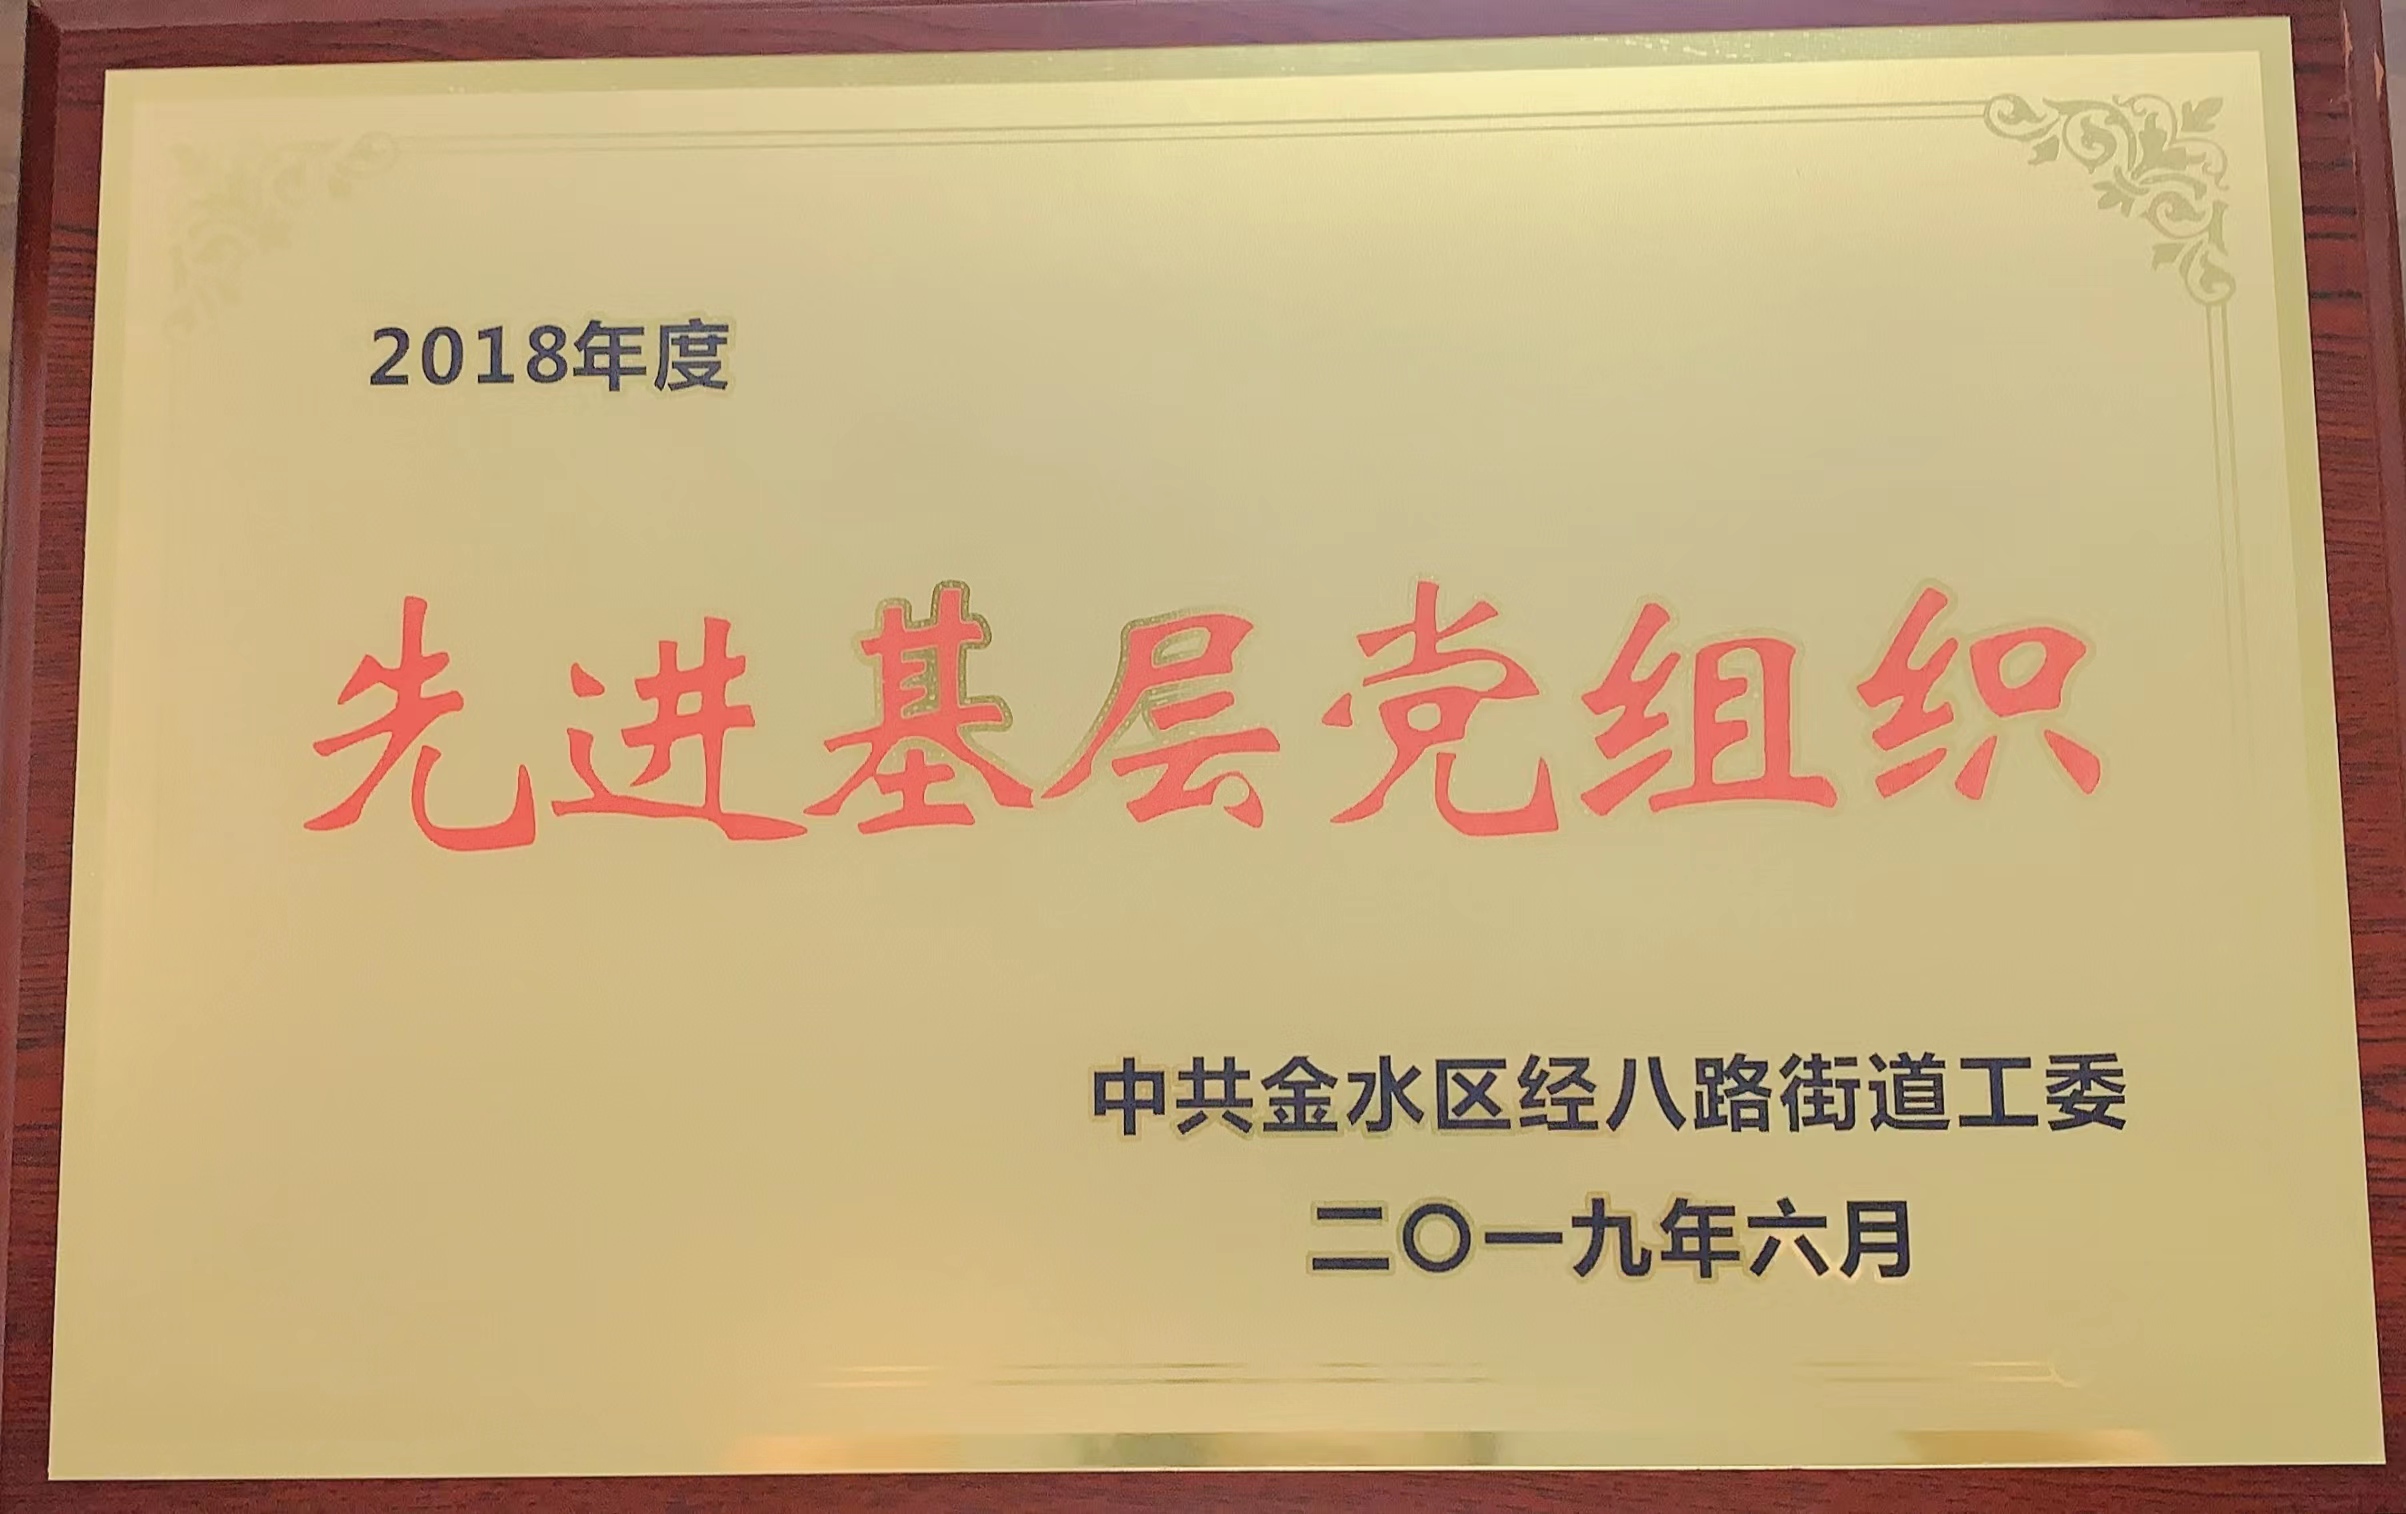 2018年度
先进基层党组织
中共金水区经八路街道工委
二〇一九年六月